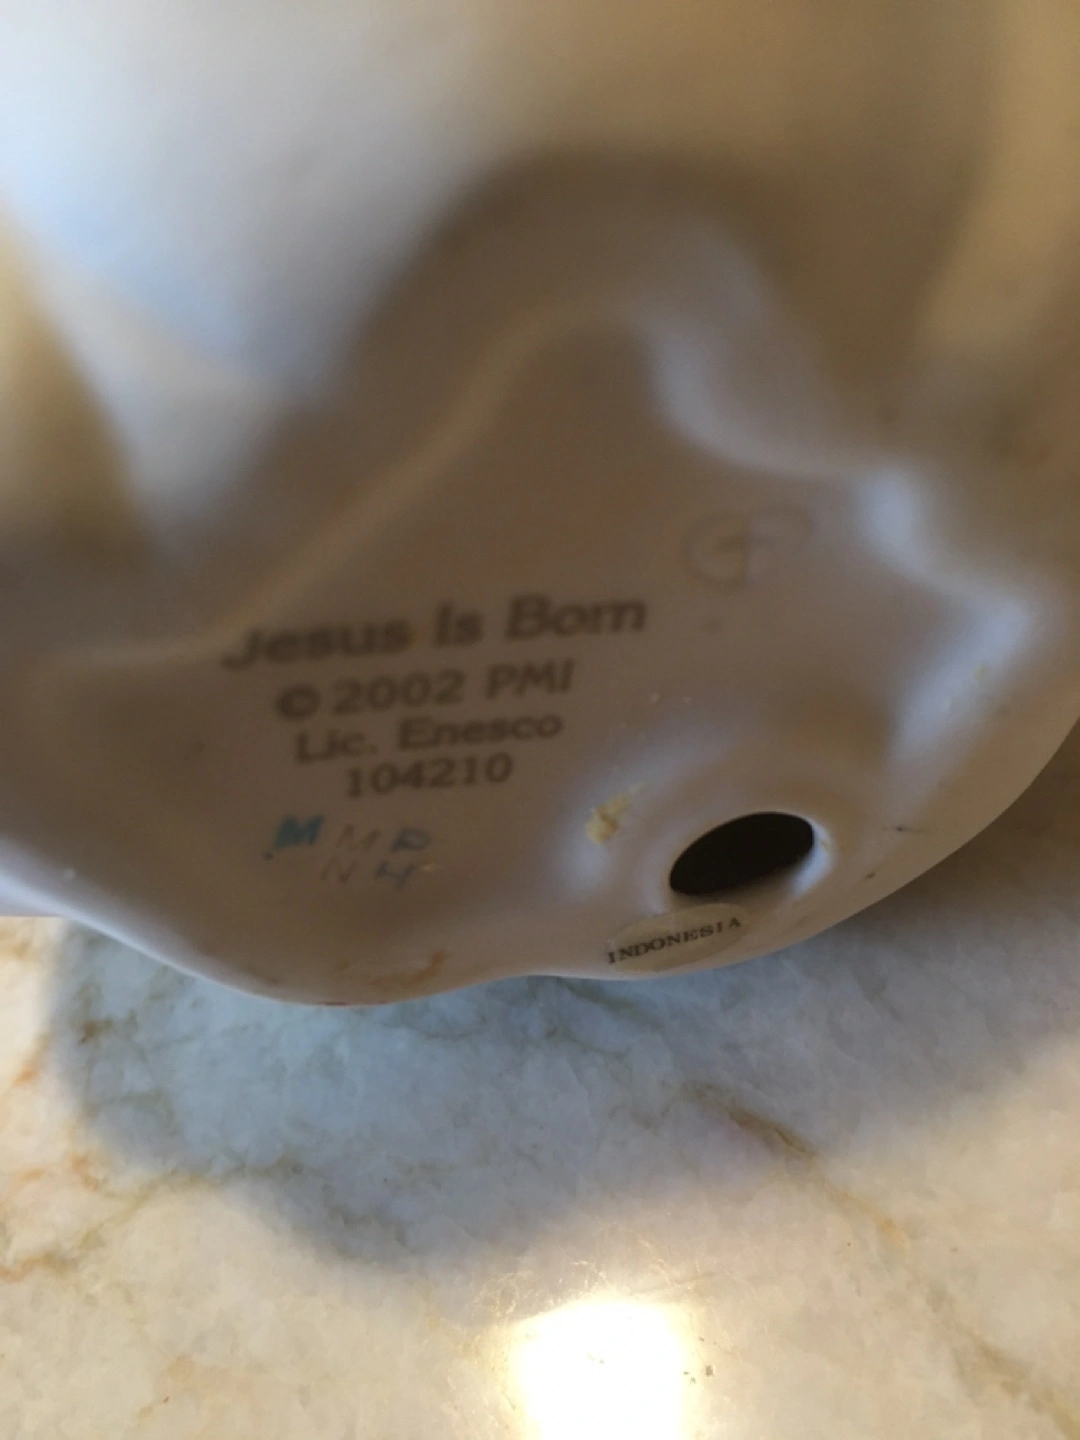 Jesus Is Born
© 2002 PMI
Lic. Enesco
104210
M M
N
INDONESIA